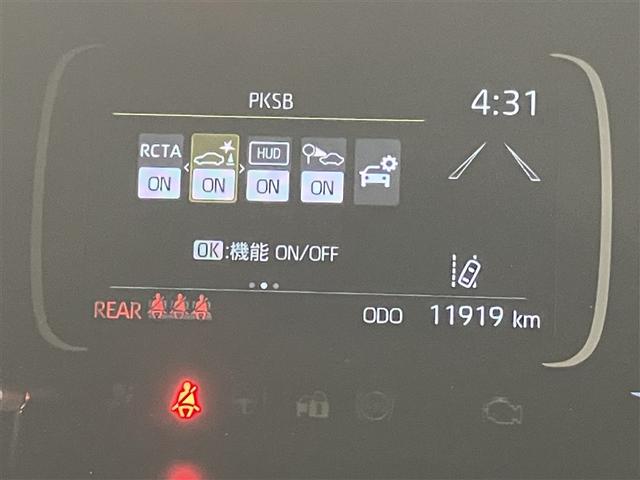 PKSB
4:31
RCTA
HUD
ON ON ON ON
OK:機能 ON/OFF
REAR
ODO 11919 km